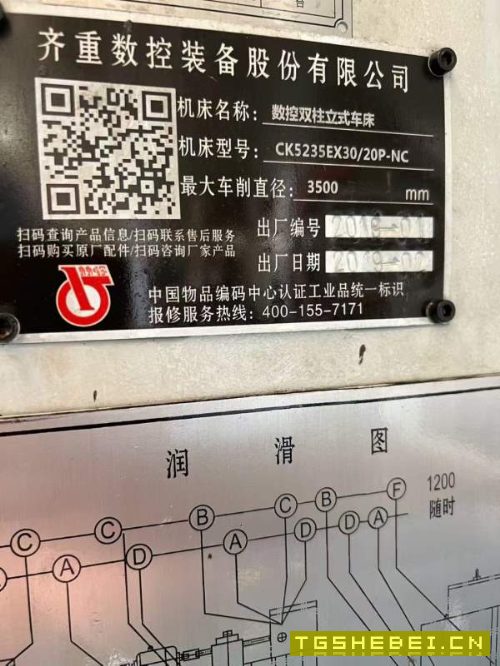 齐重数控装备股份有限公司
机床名称: 数控双柱立式车床
机床型号: CK5235EX30/20P-NC
最大车削直径: 3500 mm
扫码查询产品信息/扫码联系售后服务
扫码购买原厂配件/扫码咨询厂家产品
出厂编号 2019-01
出厂日期 2019-02
中国物品编码中心认证工业品统一标识
报修服务热线: 400-155-7171
润滑图
1200
随时
C C B C B F
A D A D D A
TGSHEBEI.CN